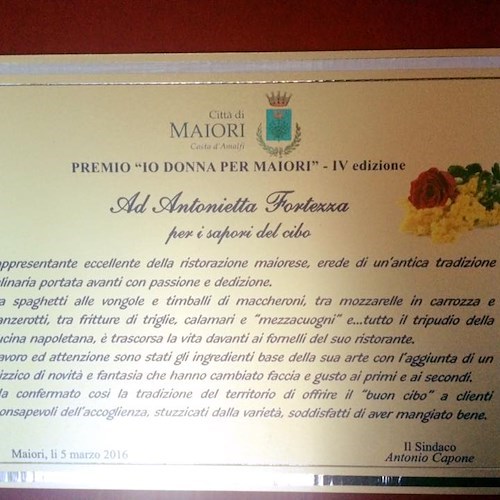 Città di
MAIORI
Costa d'Amalfi
PREMIO "IO DONNA PER MAIORI" - IV edizione
Ad Antonietta Fortezza
per i sapori del cibo
appresentante eccellente della ristorazione maiorese, erede di un'antica tradizione
linaria portata avanti con passione e dedizione.
a spaghetti alle vongole e timballi di maccheroni, tra mozzarelle in carrozza e
anzerotti, tra fritture di triglie, calamari e "mezzacuogni" e...tutto il tripudio della
ucina napoletana, è trascorsa la vita davanti ai fornelli del suo ristorante.
avoro ed attenzione sono stati gli ingredienti base della sua arte con l'aggiunta di un
izzico di novità e fantasia che hanno cambiato faccia e gusto ai primi e ai secondi.
a confermato così la tradizione del territorio di offrire il "buon cibo" a clienti
onsapevoli dell'accoglienza, stuzzicati dalla varietà, soddisfatti di aver mangiato bene.
Maiori, li 5 marzo 2016
Il Sindaco
Antonio Capone